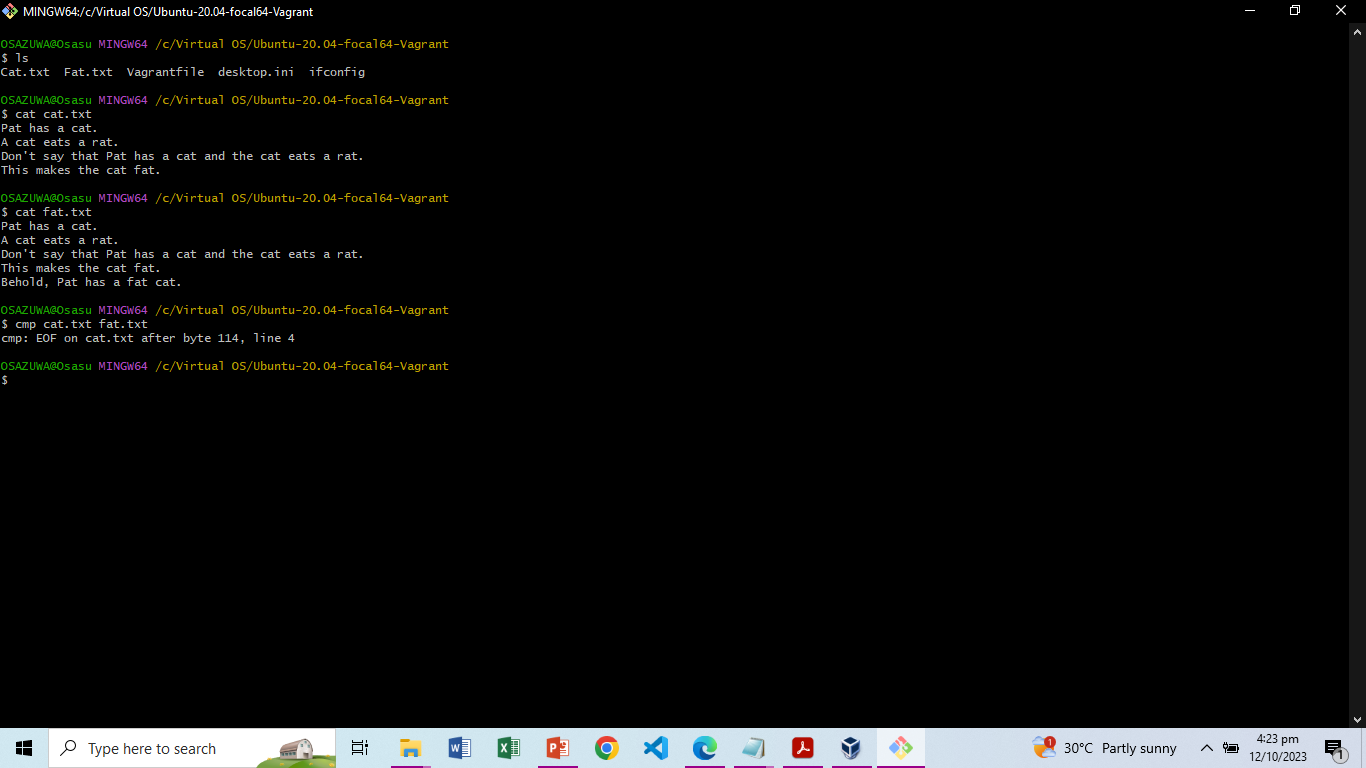 MINGW64:/c/Virtual OS/Ubuntu-20.04-focal64-Vagrant
OSAZUWA@Osasu MINGW64 /c/Virtual OS/Ubuntu-20.04-focal64-Vagrant
$ ls
Cat.txt  Fat.txt  Vagrantfile  desktop.ini  ifconfig
OSAZUWA@Osasu MINGW64 /c/Virtual OS/Ubuntu-20.04-focal64-Vagrant
$ cat cat.txt
Pat has a cat.
A cat eats a rat.
Don't say that Pat has a cat and the cat eats a rat.
This makes the cat fat.
OSAZUWA@Osasu MINGW64 /c/Virtual OS/Ubuntu-20.04-focal64-Vagrant
$ cat fat.txt
Pat has a cat.
A cat eats a rat.
Don't say that Pat has a cat and the cat eats a rat.
This makes the cat fat.
Behold, Pat has a fat cat.
OSAZUWA@Osasu MINGW64 /c/Virtual OS/Ubuntu-20.04-focal64-Vagrant
$ cmp cat.txt fat.txt
cmp: EOF on cat.txt after byte 114, line 4
OSAZUWA@Osasu MINGW64 /c/Virtual OS/Ubuntu-20.04-focal64-Vagrant
$
Type here to search
1
30°C Partly sunny
4:23 pm
12/10/2023
1